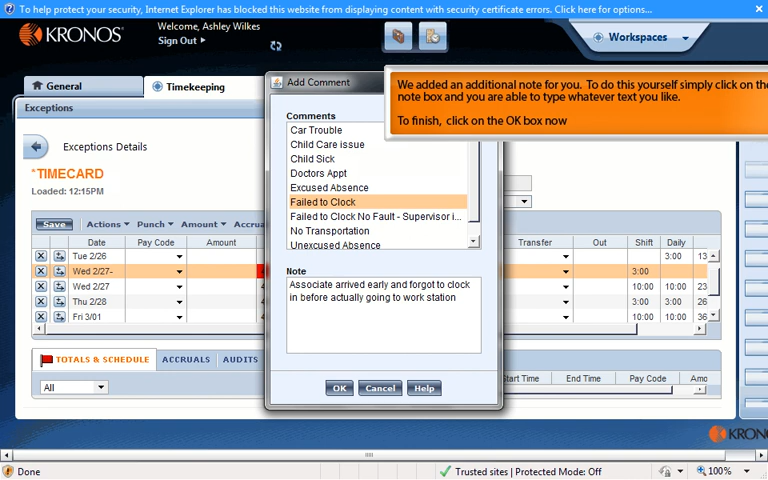 To help protect your security, Internet Explorer has blocked this website from displaying content with security certificate errors. Click here for options...
KRONOS®
Welcome, Ashley Wilkes
Sign Out
Workspaces
General
Timekeeping
Exceptions
Exceptions Details
*TIMECARD
Loaded: 12:15PM
Add Comment
We added an additional note for you. To do this yourself simply click on the
note box and you are able to type whatever text you like.
To finish, click on the OK box now
Comments
Car Trouble
Child Care issue
Child Sick
Doctors Appt
Excused Absence
Failed to Clock
Failed to Clock No Fault - Supervisor i...
No Transportation
Unexcused Absence
Note
Associate arrived early and forgot to clock
in before actually going to work station
OK Cancel Help
Save Actions Punch Amount Accrua
Date Pay Code Amount Transfer Out Shift Daily
Tue 2/26 3:00 13
Wed 2/27- 3:00
Wed 2/27 10:00 10:00 23
Thu 2/28 3:00 3:00 26
Fri 3/01 10:00 10:00 36
TOTALS & SCHEDULE ACCRUALS AUDITS
All
Start Time End Time Pay Code Amo
KRON
Done Trusted sites | Protected Mode: Off 100%